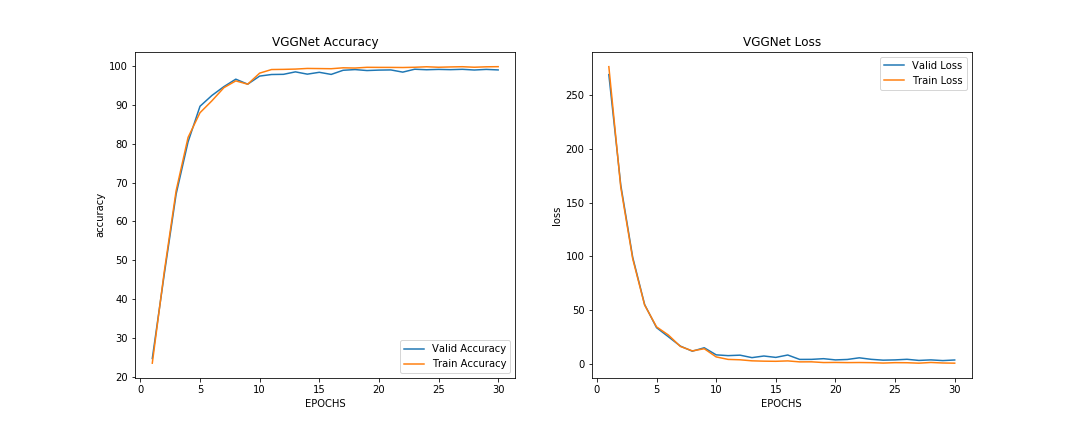 VGGNet Accuracy
100
90
80
70
60
50
40
30
20
accuracy
0
5
10
15
20
25
30
EPOCHS
Valid Accuracy
Train Accuracy
VGGNet Loss
250
200
150
100
50
0
loss
0
5
10
15
20
25
30
EPOCHS
Valid Loss
Train Loss